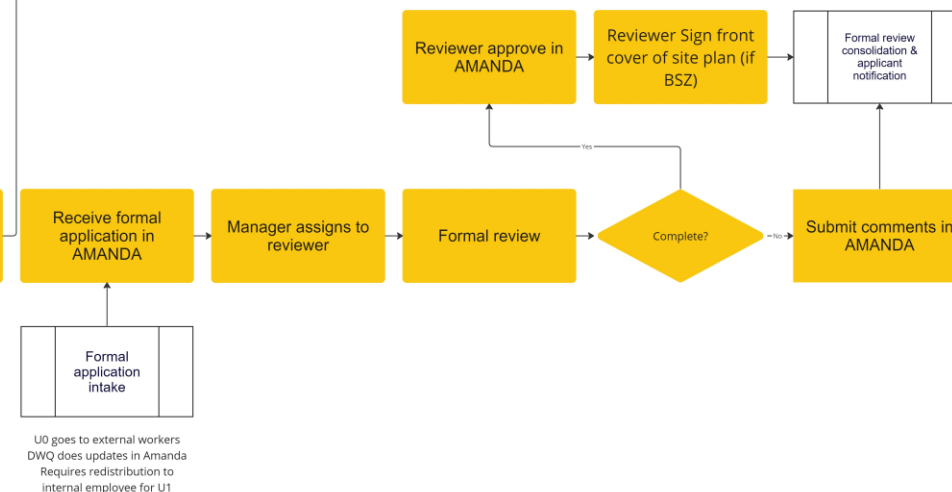 Reviewer approve in
AMANDA
Reviewer Sign front
cover of site plan (if
BSZ)
Formal review
consolidation &
applicant
notification
Yes
Receive formal
application in
AMANDA
Manager assigns to
reviewer
Formal review
Complete?
No
Submit comments in
AMANDA
Formal
application
intake
U0 goes to external workers
DWQ does updates in Amanda
Requires redistribution to
internal employee for U1